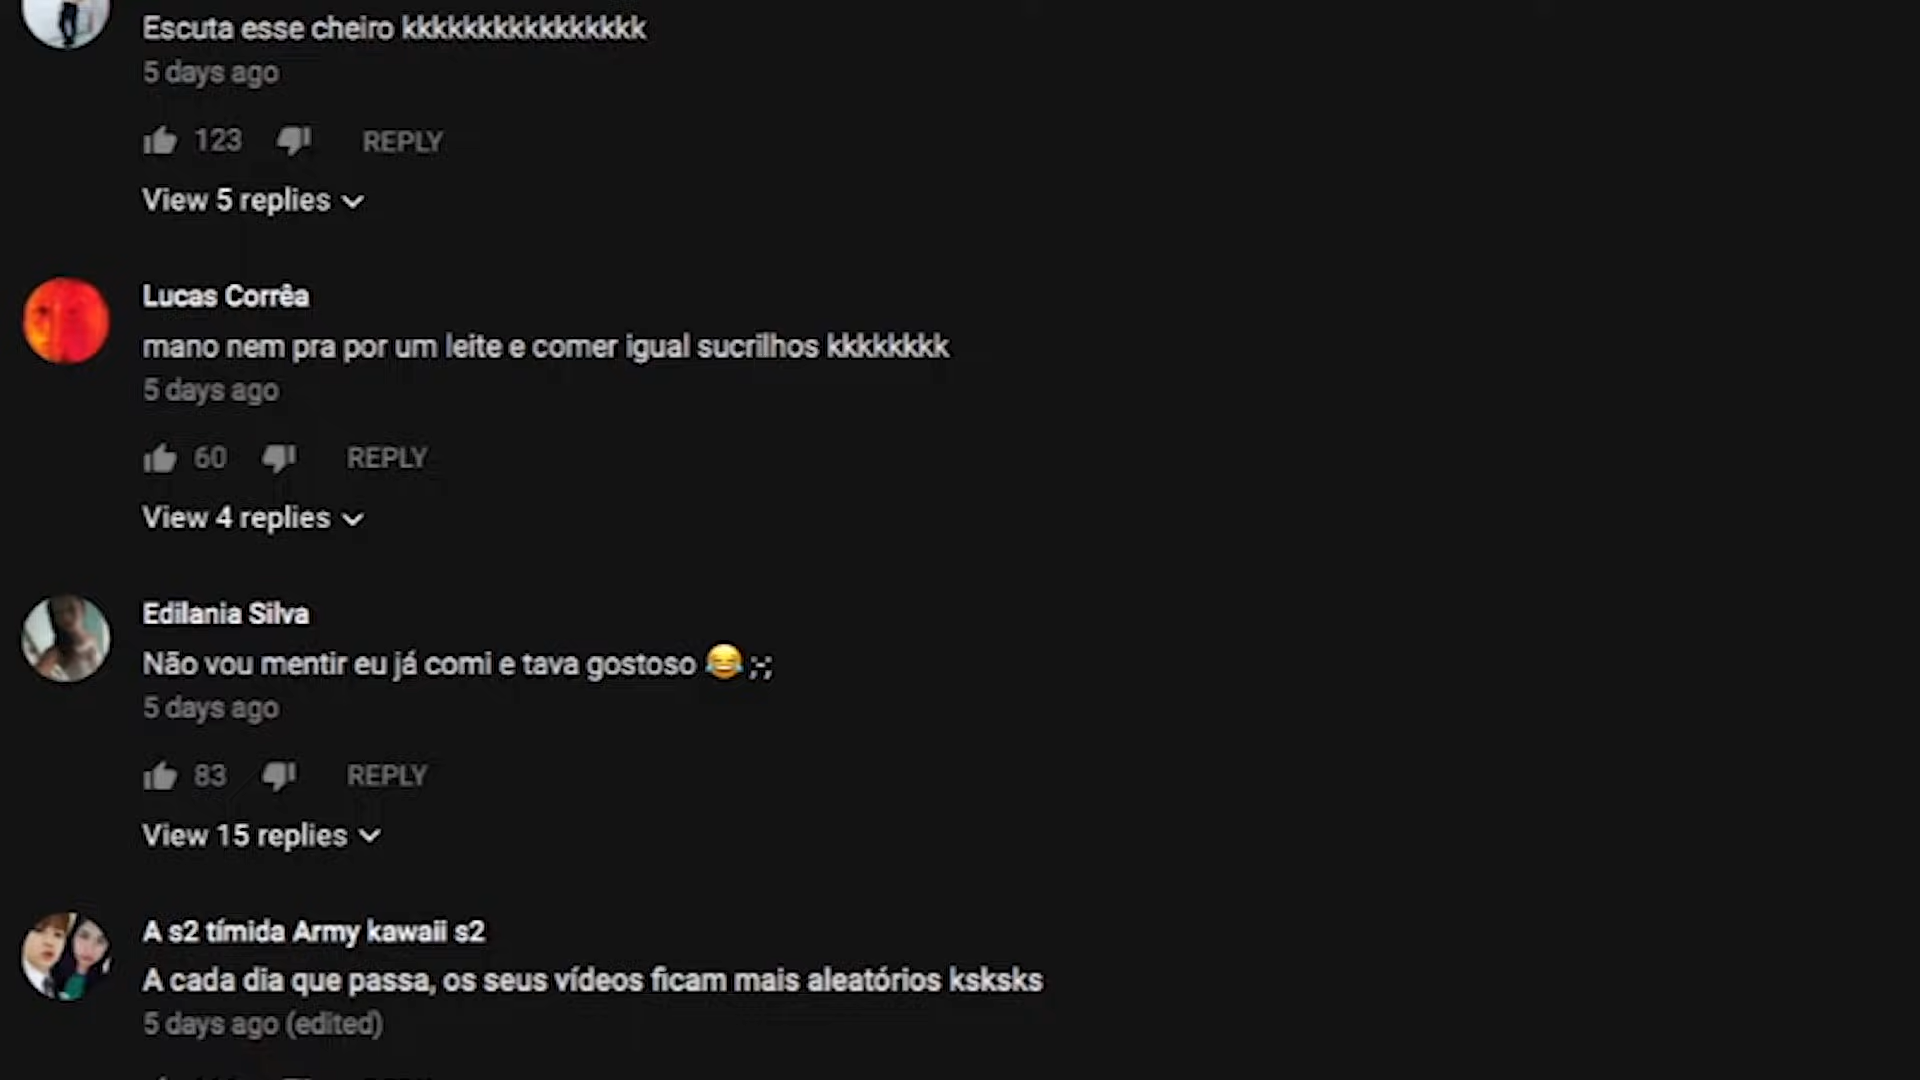 Escuta esse cheiro kkkkkkkkkkkkkkkk
5 days ago
123 REPLY
View 5 replies
Lucas Corrêa
mano nem pra por um leite e comer igual sucrilhos kkkkkkkk
5 days ago
60 REPLY
View 4 replies
Edilania Silva
Não vou mentir eu já comi e tava gostoso 😂 ;-;
5 days ago
83 REPLY
View 15 replies
A s2 tímida Army kawaii s2
A cada dia que passa, os seus vídeos ficam mais aleatórios ksksks
5 days ago (edited)